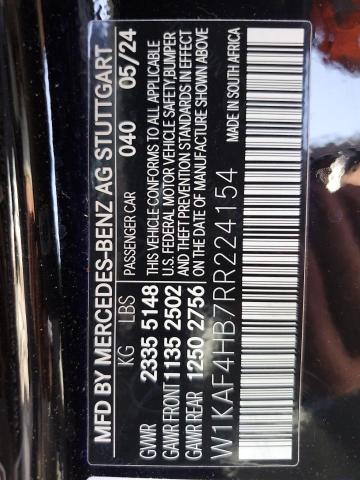 MFD BY MERCEDES-BENZ AG STUTTGART
KG LBS PASSENGER CAR 040 05/24
GVWR 2335 5148 THIS VEHICLE CONFORMS TO ALL APPLICABLE
GAWR FRONT 1135 2502 U.S. FEDERAL MOTOR VEHICLE SAFETY,BUMPER
AND THEFT PREVENTION STANDARDS IN EFFECT
GAWR REAR 1250 2756 ON THE DATE OF MANUFACTURE SHOWN ABOVE
W1KAF4HB7RR224154 MADE IN SOUTH AFRICA